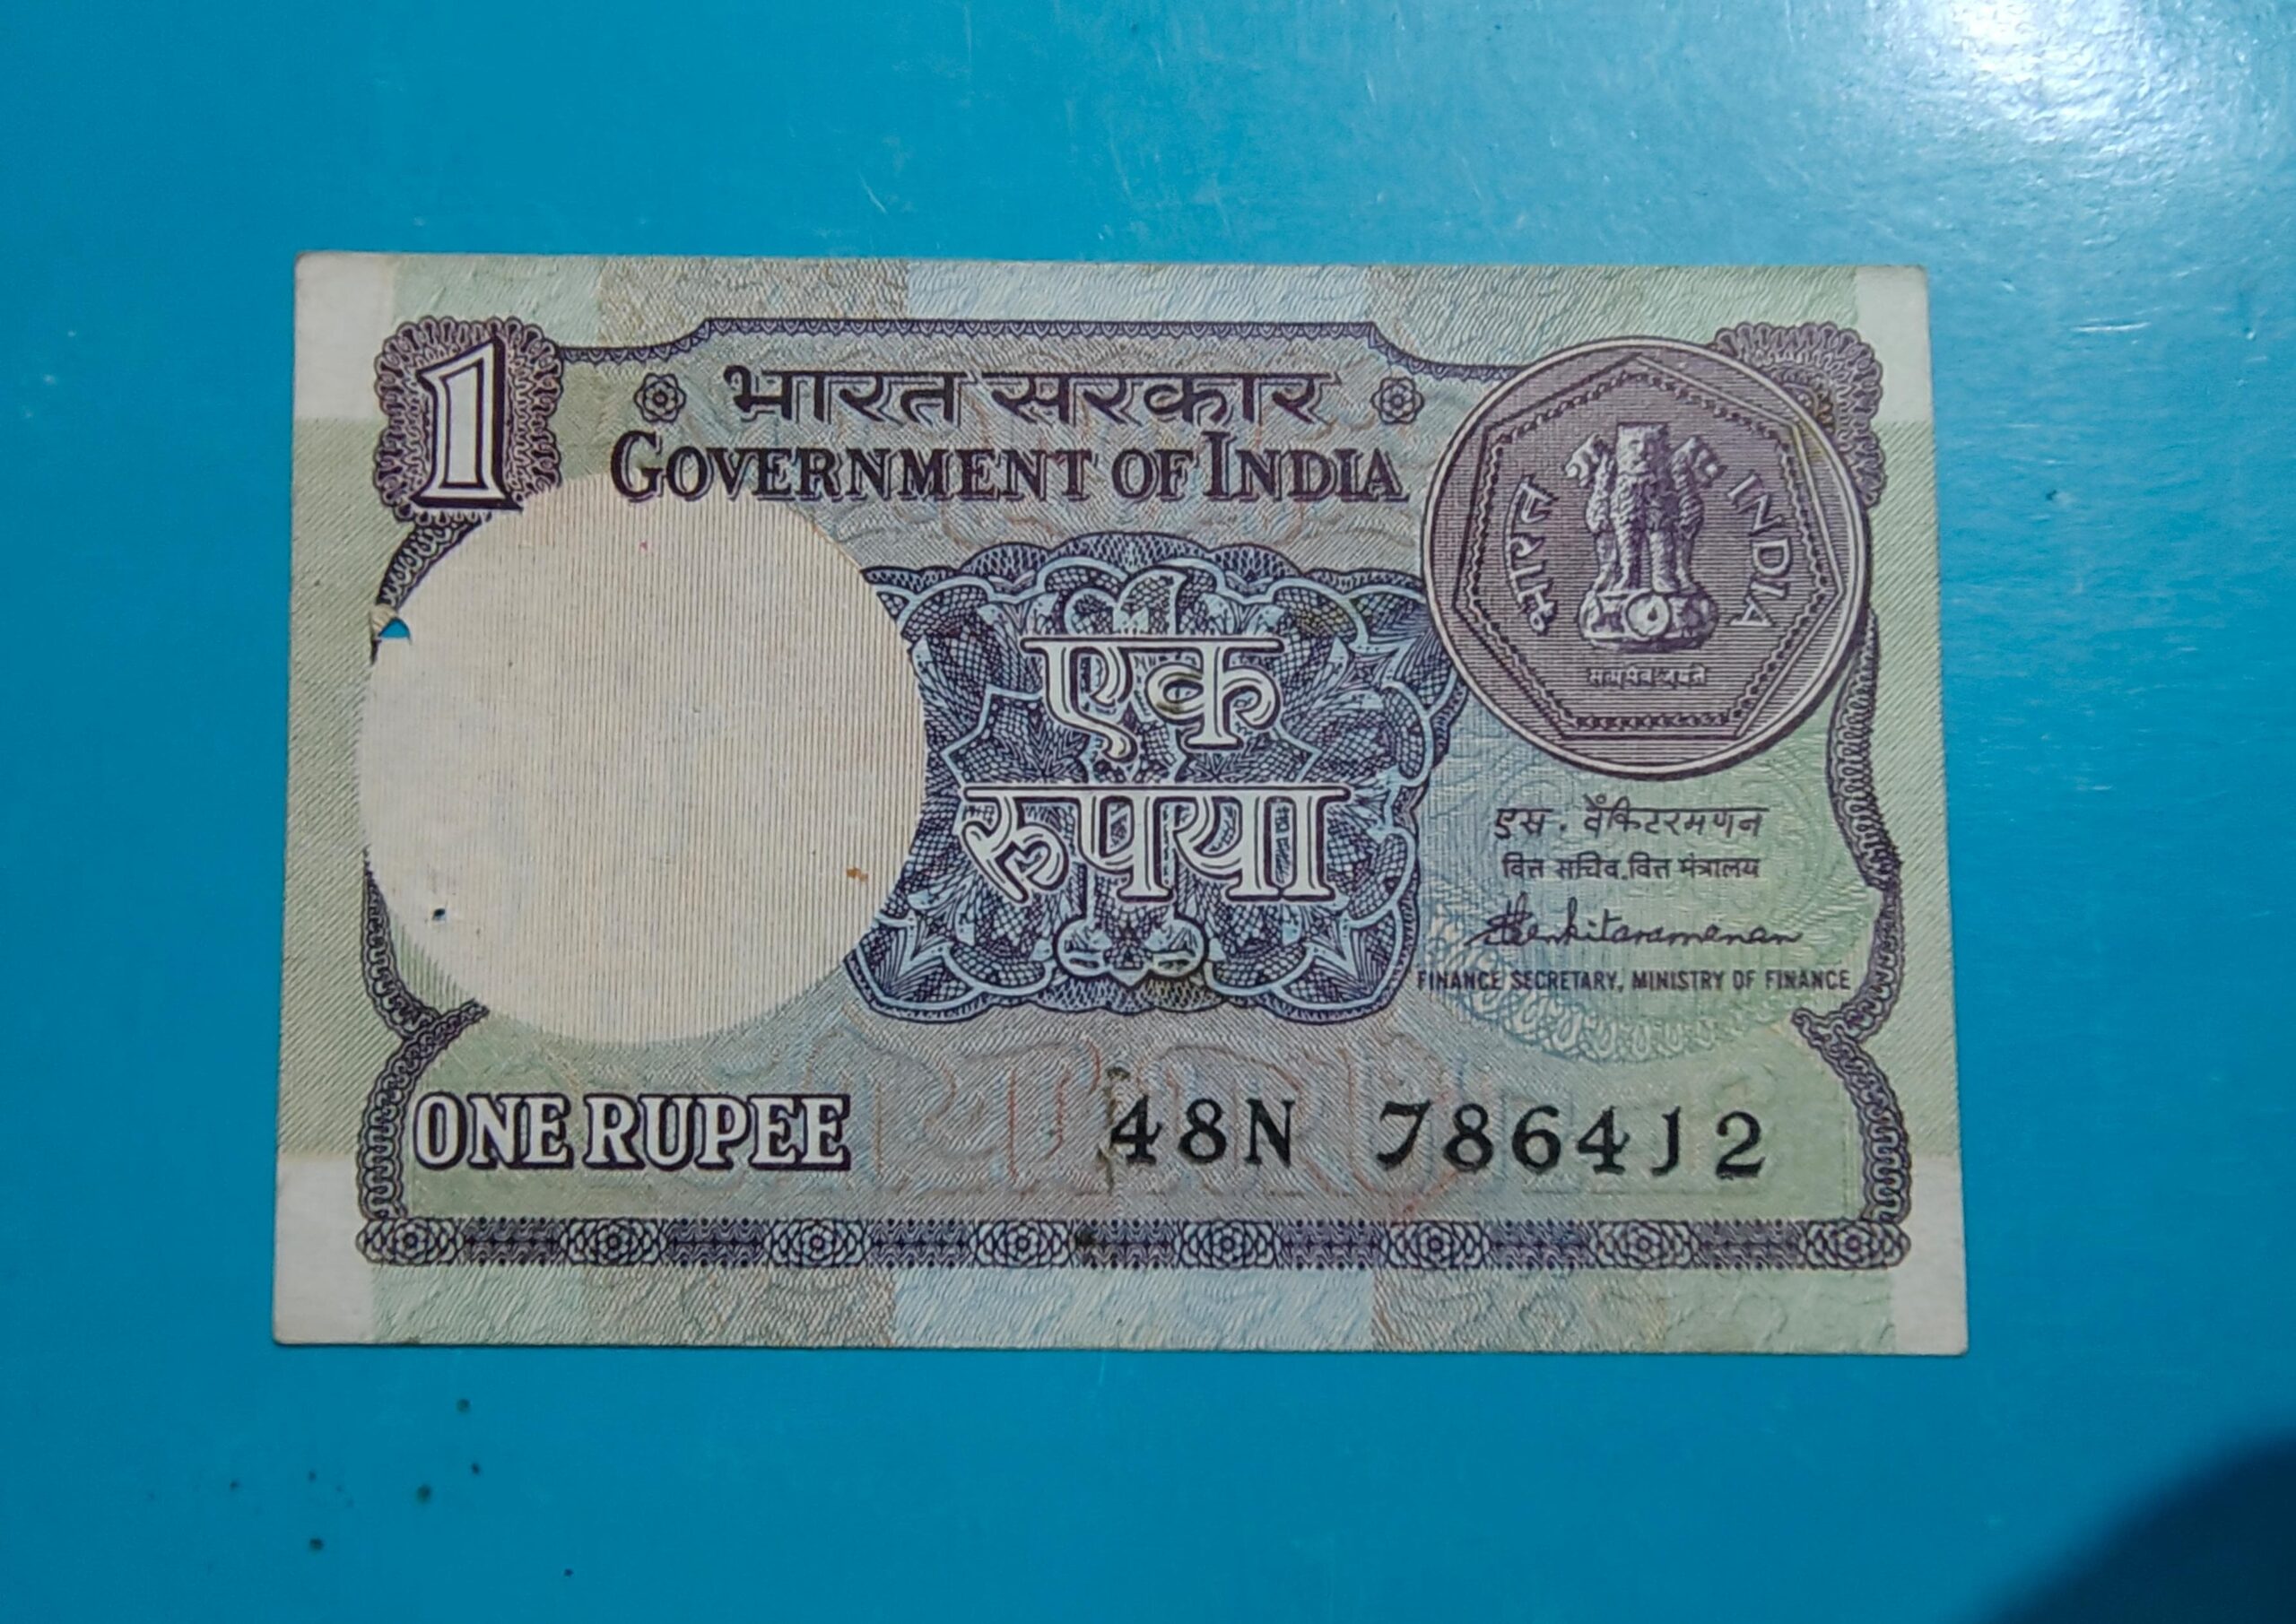 1
भारत सरकार
GOVERNMENT OF INDIA
भारत
INDIA
सत्यमेव जयते
एक
रूपया
एस. वेंकिटरमणन
वित्त सचिव, वित्त मंत्रालय
SVenkitaramanan
FINANCE SECRETARY, MINISTRY OF FINANCE
ONE RUPEE
48N 786412